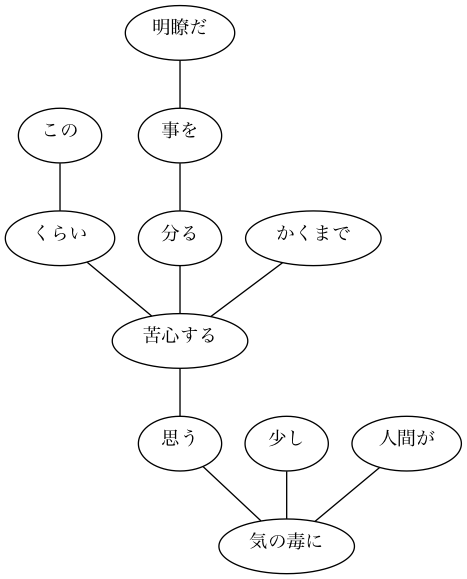 明瞭だ
この
事を
くらい
分る
かくまで
苦心する
思う
少し
人間が
気の毒に